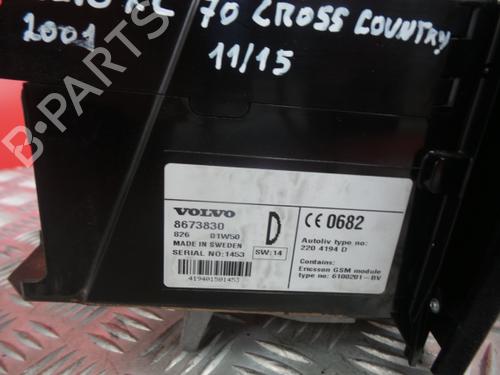 70 CROSS COUNTRY
2001
11/15
B-PARTS
VOLVO
8673830
826 01W50
MADE IN SWEDEN
SERIAL NO:1453
D
SW:14
419401501453
CE 0682
Autoliv type no:
220 4194 D
Contains:
Ericsson GSM module
type no: 6100201-BV